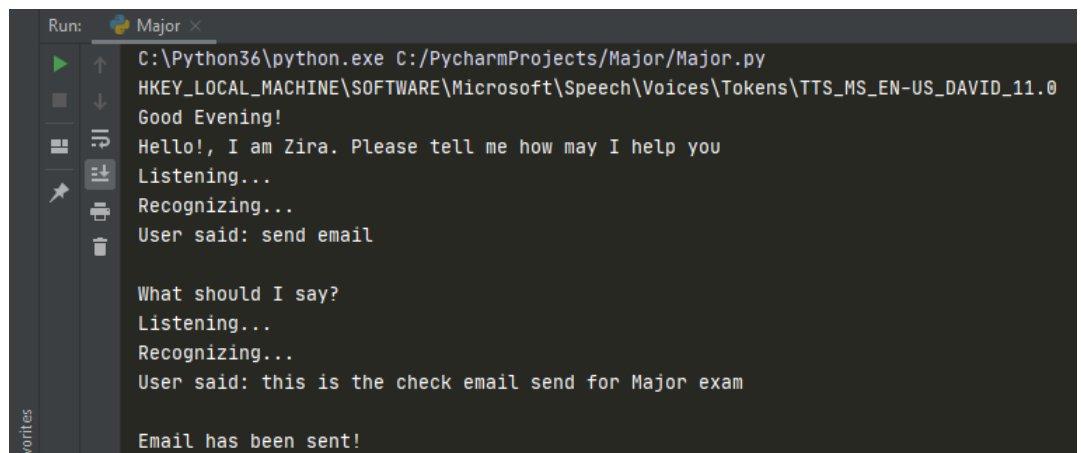 Run:
Major
C:\Python36\python.exe C:/PycharmProjects/Major/Major.py
HKEY_LOCAL_MACHINE\SOFTWARE\Microsoft\Speech\Voices\Tokens\TTS_MS_EN-US_DAVID_11.0
Good Evening!
Hello!, I am Zira. Please tell me how may I help you
Listening...
Recognizing...
User said: send email
What should I say?
Listening...
Recognizing...
User said: this is the check email send for Major exam
Email has been sent!